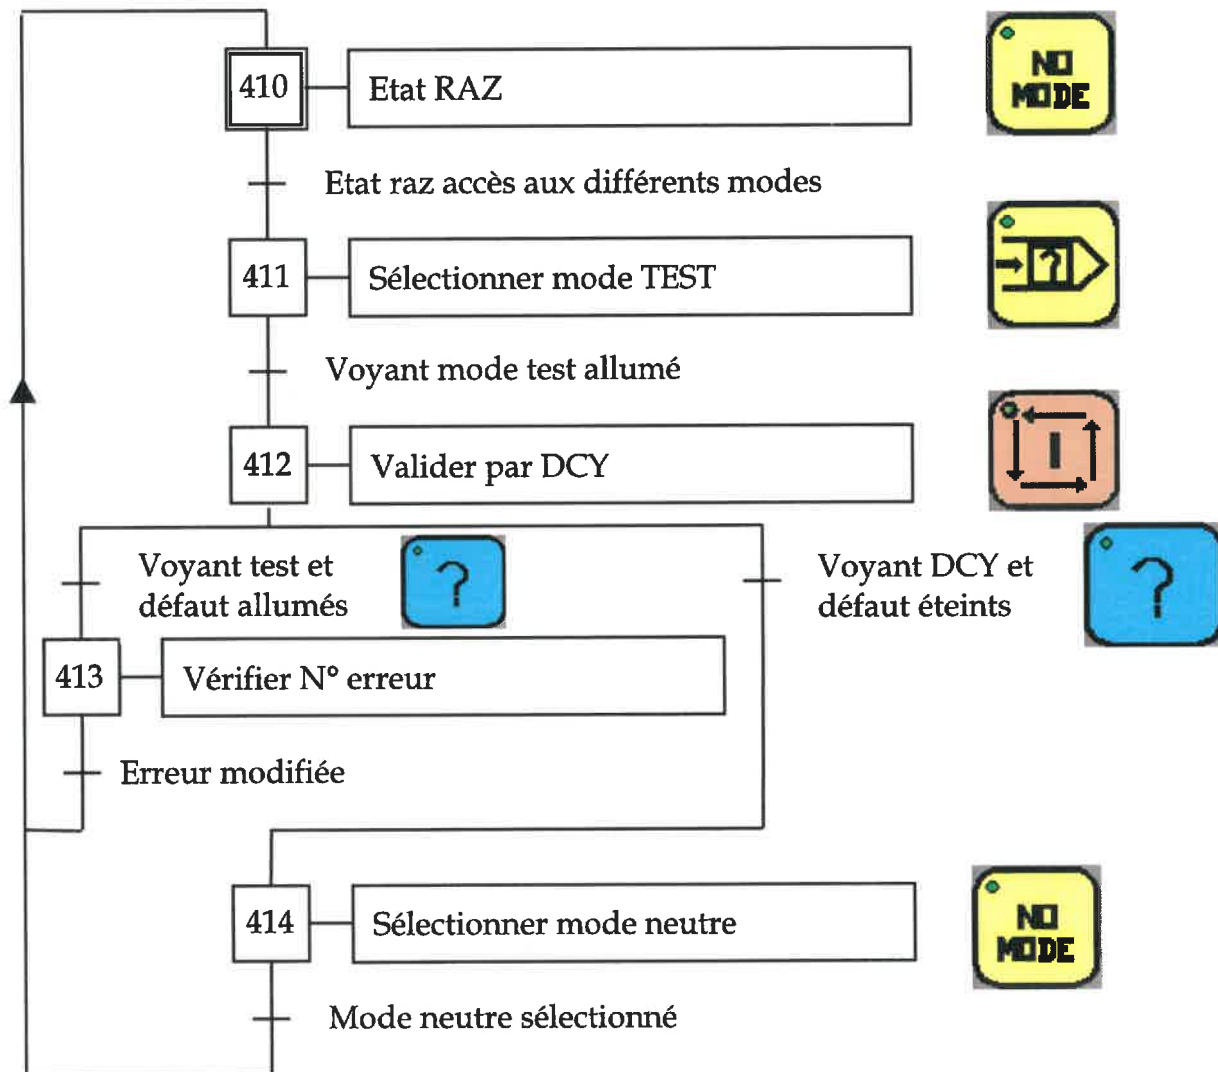 410
Etat RAZ
NO
MODE
Etat raz accès aux différents modes
411
Sélectionner mode TEST
?
Voyant mode test allumé
412
Valider par DCY
I
Voyant test et
défaut allumés
?
Voyant DCY et
défaut éteints
?
413
Vérifier N° erreur
Erreur modifiée
414
Sélectionner mode neutre
NO
MODE
Mode neutre sélectionné